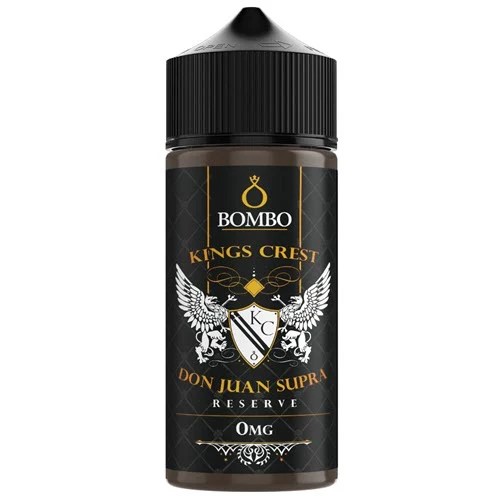 BOMBO
KINGS CREST
KC
DON JUAN SUPRA
RESERVE
0MG